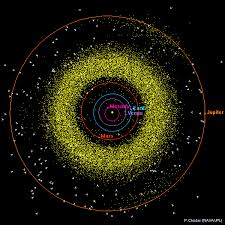 Mercury
Earth
Venus
Mars
Jupiter
P.Chodas (NASA/JPL)